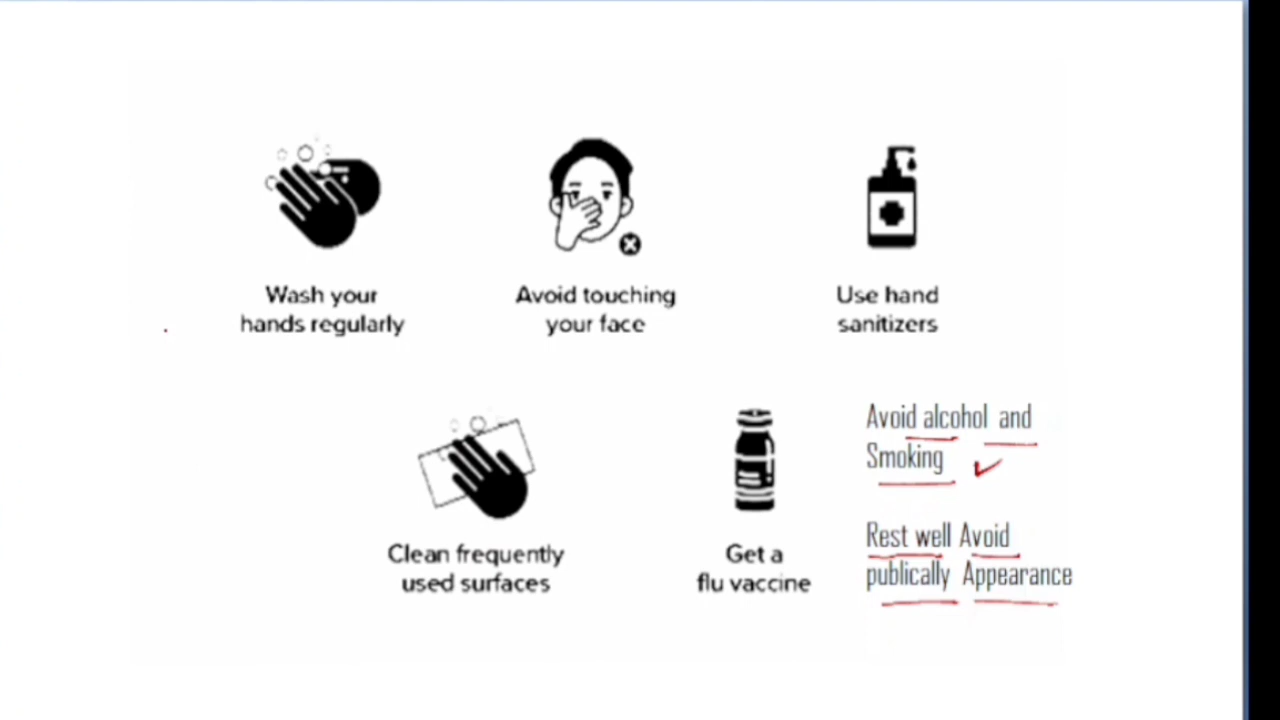 Wash your
hands regularly
Avoid touching
your face
Use hand
sanitizers
Clean frequently
used surfaces
Get a
flu vaccine
Avoid alcohol and
Smoking
Rest well Avoid
publically Appearance